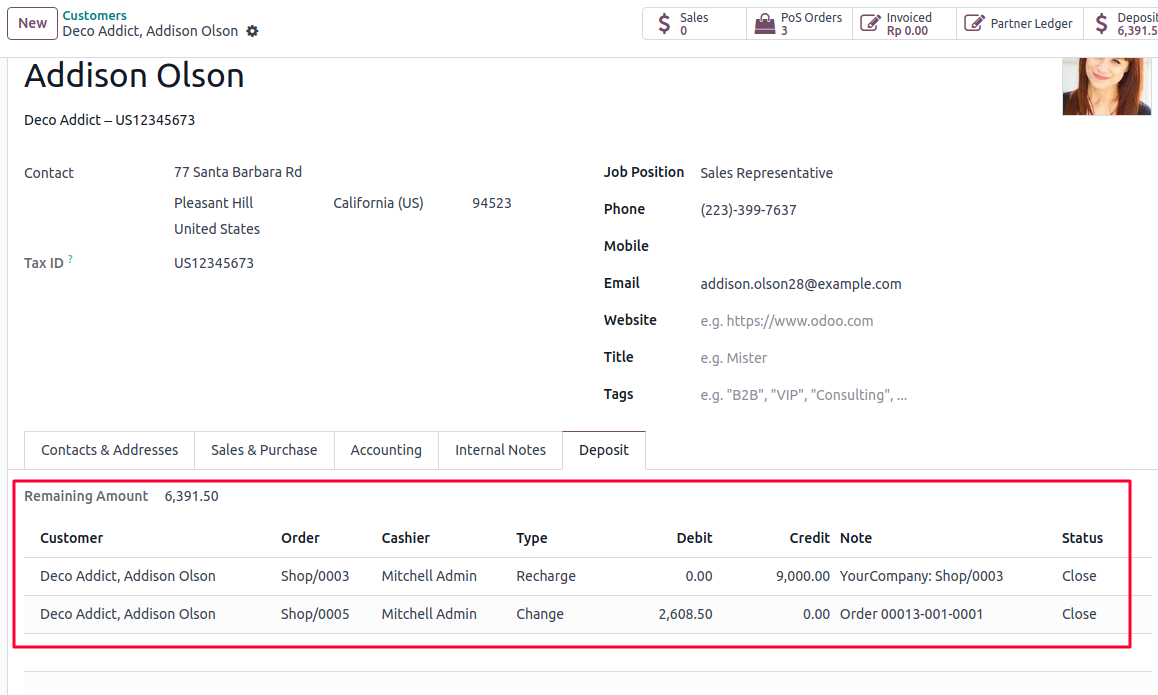 New
Customers
Deco Addict, Addison Olson
Sales
0
PoS Orders
3
Invoiced
Rp 0.00
Partner Ledger
Deposit
6,391.5
Addison Olson
Deco Addict – US12345673
Contact 77 Santa Barbara Rd
Pleasant Hill California (US) 94523
United States
Tax ID ? US12345673
Job Position Sales Representative
Phone (223)-399-7637
Mobile
Email addison.olson28@example.com
Website e.g. https://www.odoo.com
Title e.g. Mister
Tags e.g. "B2B", "VIP", "Consulting", ...
Contacts & Addresses Sales & Purchase Accounting Internal Notes Deposit
Remaining Amount 6,391.50
Customer Order Cashier Type Debit Credit Note Status
Deco Addict, Addison Olson Shop/0003 Mitchell Admin Recharge 0.00 9,000.00 YourCompany: Shop/0003 Close
Deco Addict, Addison Olson Shop/0005 Mitchell Admin Change 2,608.50 0.00 Order 00013-001-0001 Close